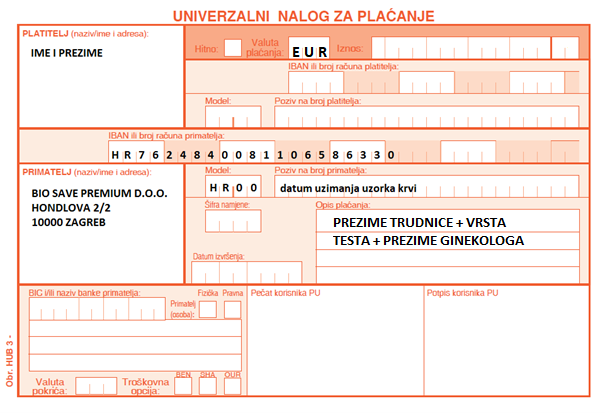 UNIVERZALNI NALOG ZA PLAĆANJE
PLATITELJ (naziv/ime i adresa):
IME I PREZIME
Hitno:
Valuta plaćanja:
EUR
Iznos:
IBAN ili broj računa platitelja:
Model:
Poziv na broj platitelja:
IBAN ili broj računa primatelja:
HR7624840081106586330
PRIMATELJ (naziv/ime i adresa):
BIO SAVE PREMIUM D.O.O.
HONDLOVA 2/2
10000 ZAGREB
Model:
HR00
Poziv na broj primatelja:
datum uzimanja uzorka krvi
Šifra namjene:
Opis plaćanja:
PREZIME TRUDNICE + VRSTA
TESTA + PREZIME GINEKOLOGA
Datum izvršenja:
BIC i/ili naziv banke primatelja:
Fizička
Pravna
Primatelj (osoba):
Pečat korisnika PU
Potpis korisnika PU
Valuta pokrića:
Troškovna opcija:
BEN
SHA
OUR
Obr. HUB 3 -